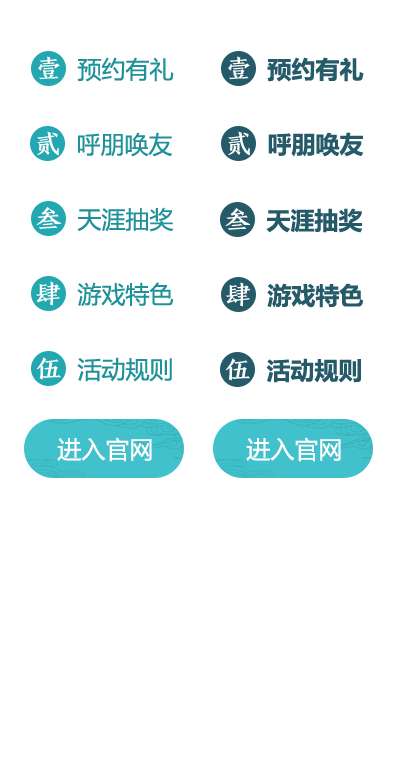 壹 预约有礼 壹 预约有礼
贰 呼朋唤友 贰 呼朋唤友
叁 天涯抽奖 叁 天涯抽奖
肆 游戏特色 肆 游戏特色
伍 活动规则 伍 活动规则
进入官网 进入官网